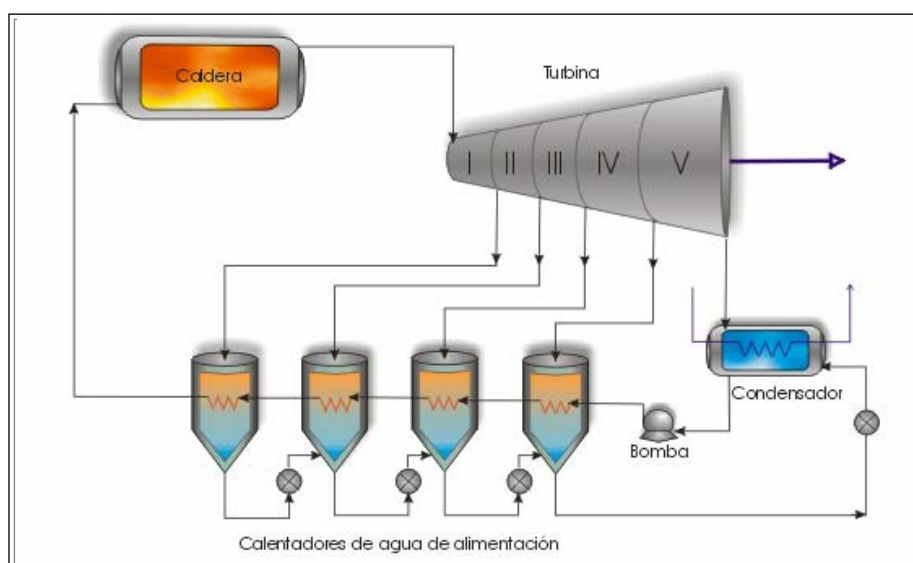 Caldera
Turbina
I II III IV V
Condensador
Bomba
Calentadores de agua de alimentación